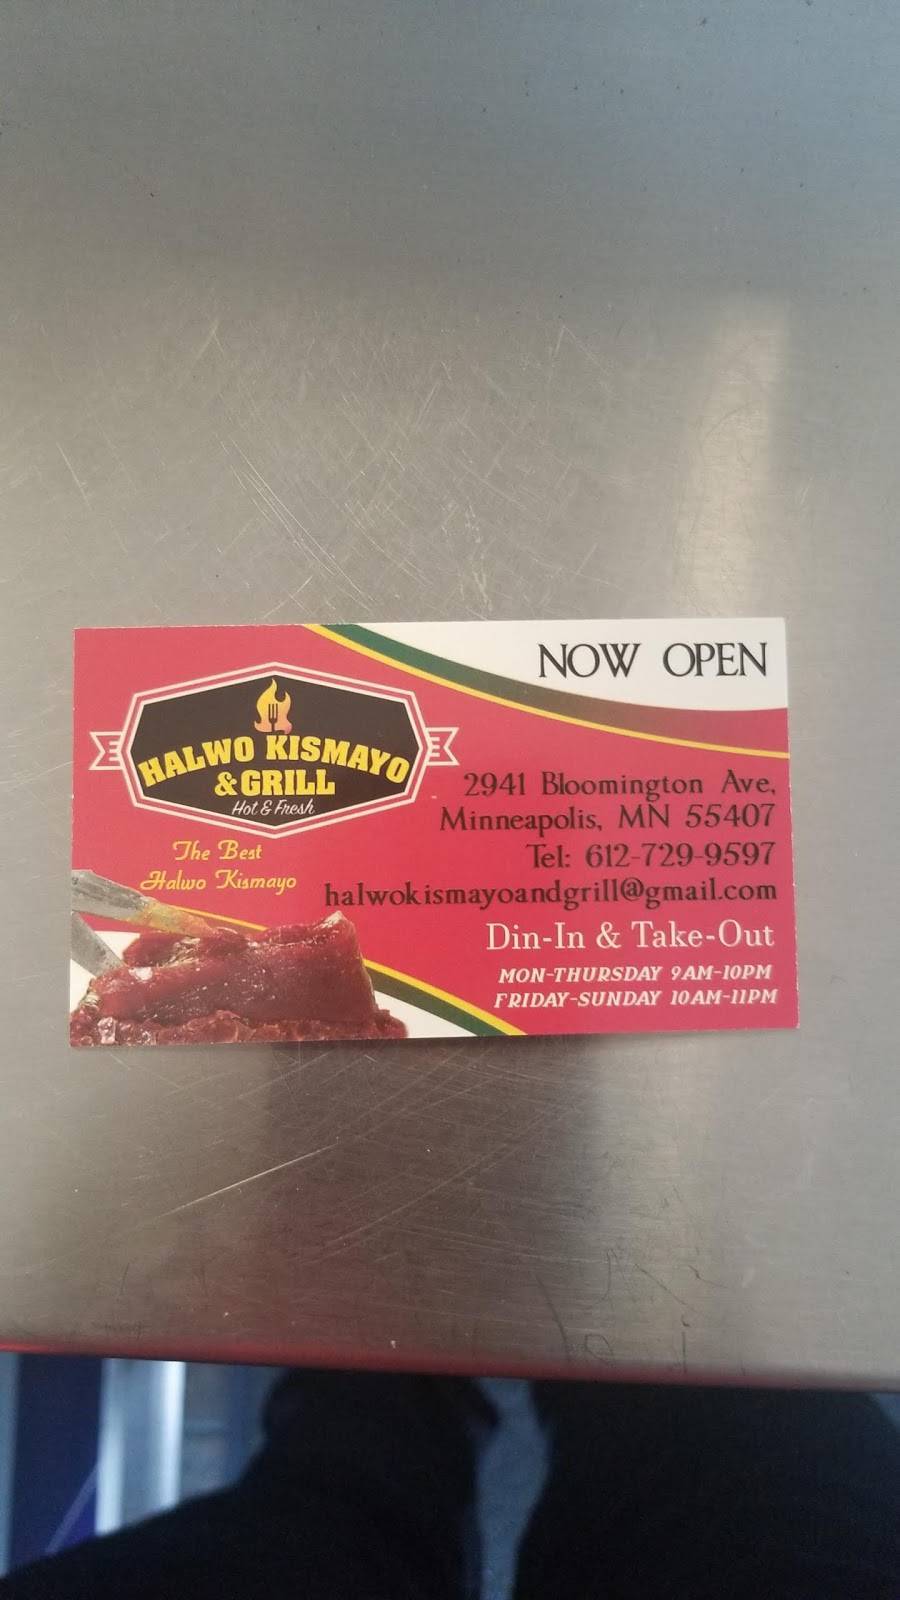 NOW OPEN
HALWO KISMAYO
& GRILL
Hot & Fresh
The Best
Halwo Kismayo
2941 Bloomington Ave,
Minneapolis, MN 55407
Tel: 612-729-9597
halwokismayoandgrill@gmail.com
Din-In & Take-Out
MON-THURSDAY 9AM-10PM
FRIDAY-SUNDAY 10AM-11PM